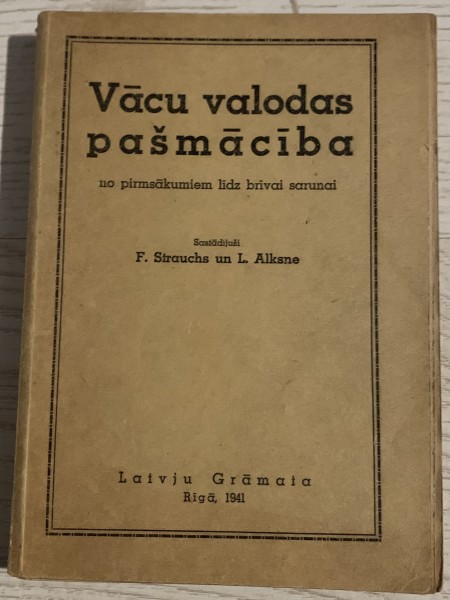 Vācu valodas
pašmācība
no pirmsākumiem līdz brīvai sarunai
Sastādījuši
F. Strauchs un L. Alksne
Latvju Grāmata
Rīgā, 1941